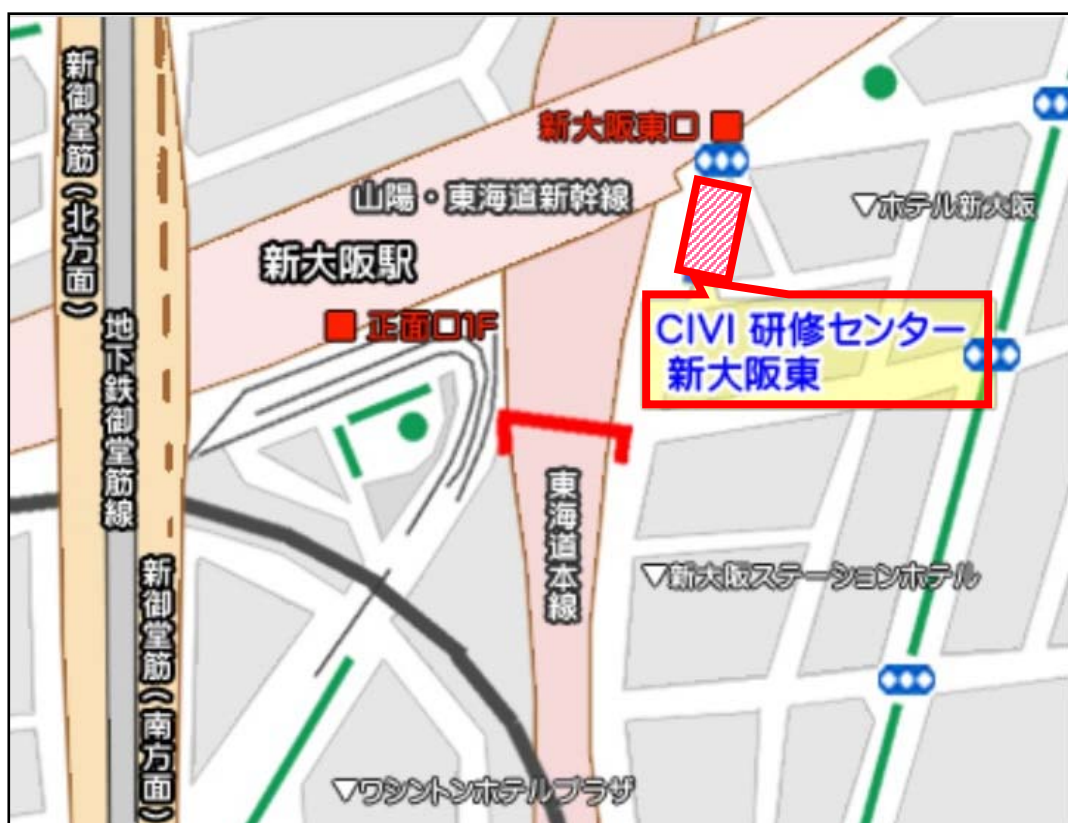 新御堂筋(北方面)
新大阪東口
山陽・東海道新幹線
▽ホテル新大阪
新大阪駅
正面口1F
地下鉄御堂筋線
CIVI 研修センター
新大阪東
東海道本線
新御堂筋(南方面)
▽新大阪ステーションホテル
▽ワシントンホテルプラザ